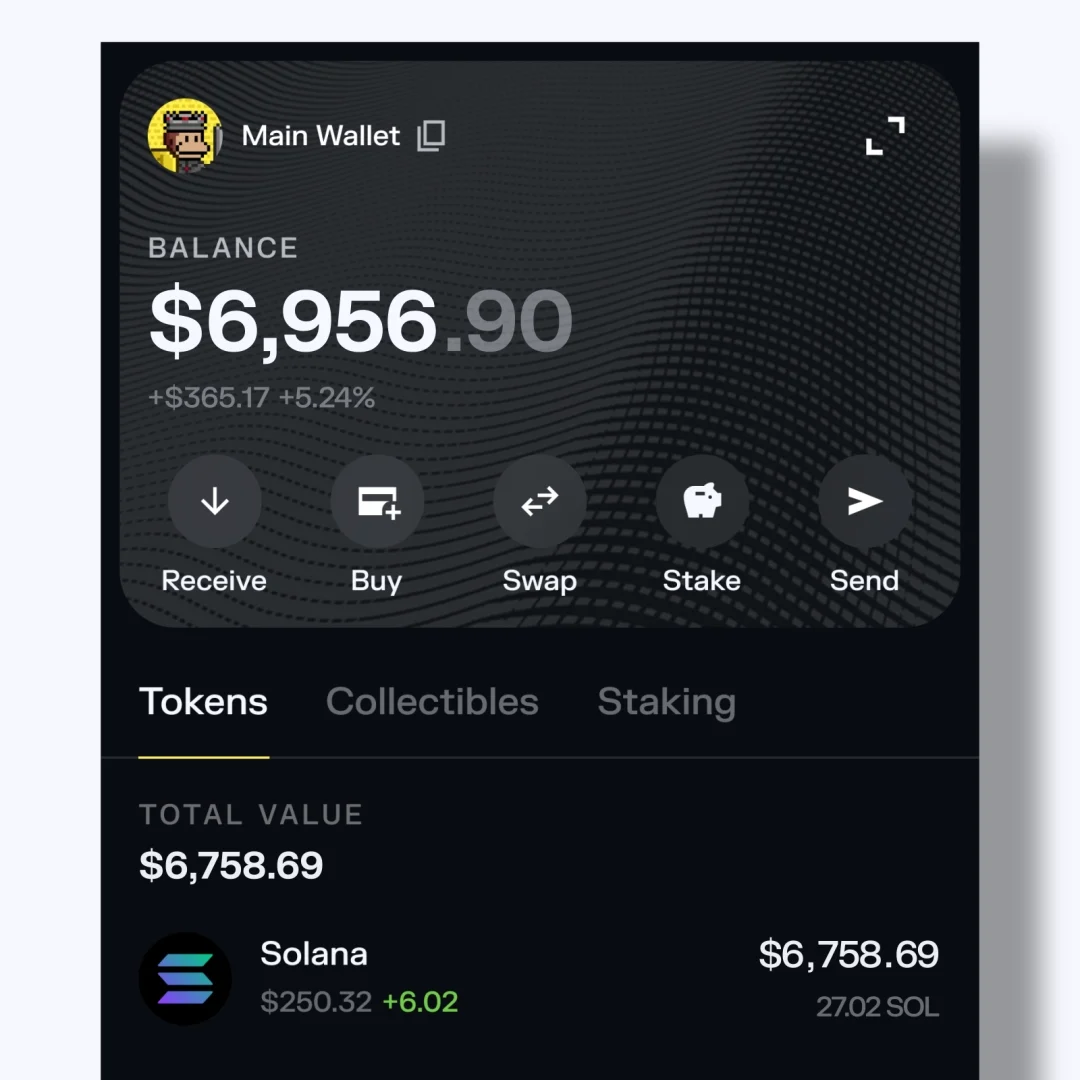 Main Wallet
BALANCE
$6,956.90
+$365.17 +5.24%
Receive Buy Swap Stake Send
Tokens Collectibles Staking
TOTAL VALUE
$6,758.69
Solana $6,758.69
$250.32 +6.02 27.02 SOL